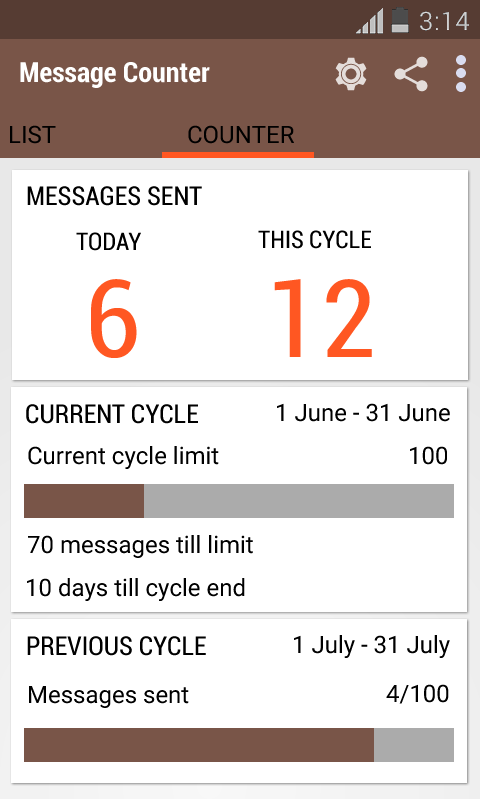 3:14
Message Counter
LIST COUNTER
MESSAGES SENT
TODAY THIS CYCLE
6 12
CURRENT CYCLE 1 June - 31 June
Current cycle limit 100
70 messages till limit
10 days till cycle end
PREVIOUS CYCLE 1 July - 31 July
Messages sent 4/100